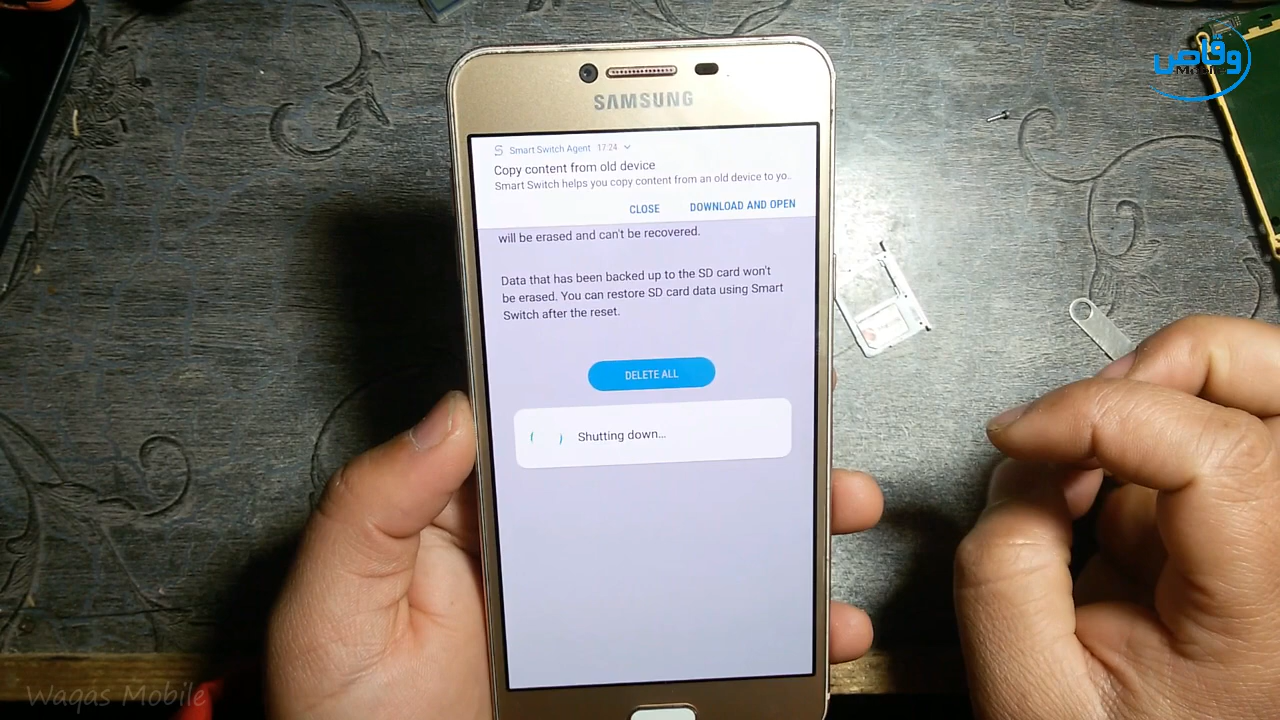 وقاص
Mobile
SAMSUNG
Smart Switch Agent 17:24
Copy content from old device
Smart Switch helps you copy content from an old device to yo..
CLOSE DOWNLOAD AND OPEN
will be erased and can't be recovered.
Data that has been backed up to the SD card won't
be erased. You can restore SD card data using Smart
Switch after the reset.
DELETE ALL
Shutting down...
Waqas Mobile